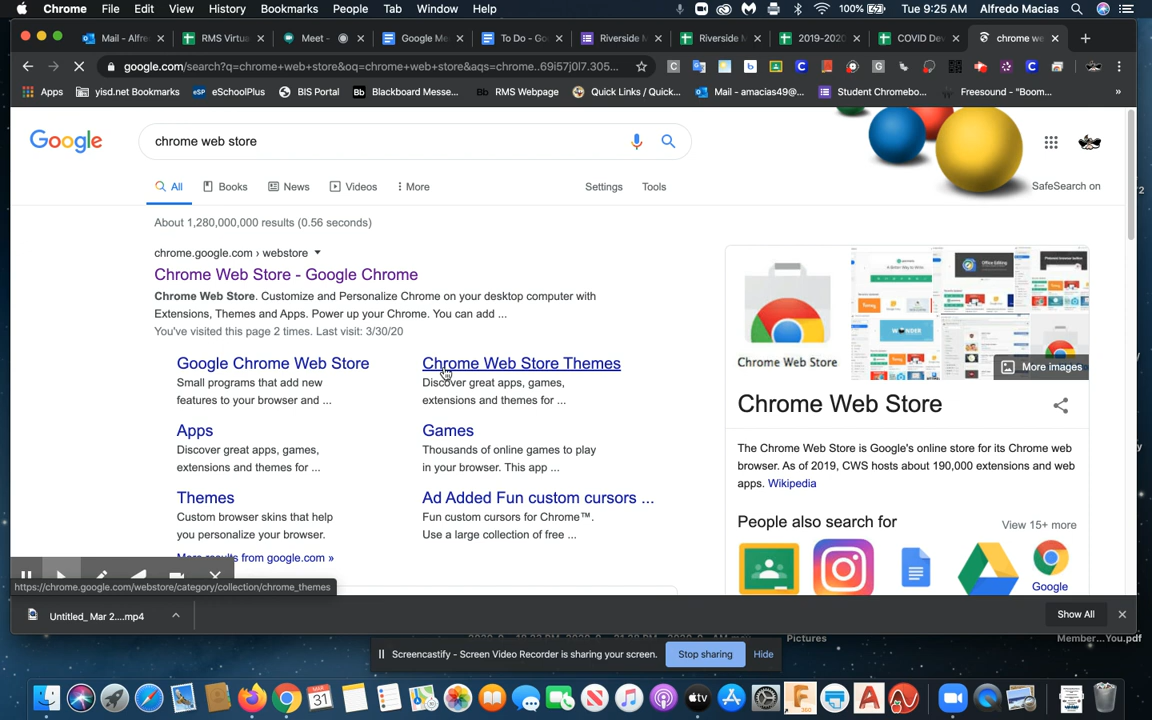 Chrome File Edit View History Bookmarks People Tab Window Help 100% Tue 9:25 AM Alfredo Macias
Mail - Alfre RMS Virtua Meet - Google Me To Do - Go Riverside M Riverside M 2019-2020 COVID Dev chrome we
google.com/search?q=chrome+web+store&oq=chrome+web+store&aqs=chrome..69i57j0l7.305...
Apps yisd.net Bookmarks eSchoolPlus BIS Portal Blackboard Messe... RMS Webpage Quick Links / Quick... Mail - amacias49@... Student Chromebo... Freesound - "Boom... »
Google chrome web store
SafeSearch on
All Books News Videos More Settings Tools
About 1,280,000,000 results (0.56 seconds)
chrome.google.com › webstore
Chrome Web Store - Google Chrome
Chrome Web Store. Customize and Personalize Chrome on your desktop computer with
Extensions, Themes and Apps. Power up your Chrome. You can add ...
You've visited this page 2 times. Last visit: 3/30/20
Google Chrome Web Store
Small programs that add new
features to your browser and ...
Chrome Web Store Themes
Discover great apps, games,
extensions and themes for ...
Apps
Discover great apps, games,
extensions and themes for ...
Games
Thousands of online games to play
in your browser. This app ...
Themes
Custom browser skins that help
you personalize your browser.
Ad Added Fun custom cursors ...
Fun custom cursors for Chrome™.
Use a large collection of free ...
More results from google.com »
Chrome Web Store
More images
Chrome Web Store
The Chrome Web Store is Google's online store for its Chrome web
browser. As of 2019, CWS hosts about 190,000 extensions and web
apps. Wikipedia
People also search for View 15+ more
Google
https://chrome.google.com/webstore/category/collection/chrome_themes
Untitled_ Mar 2....mp4 Show All
Pictures Member...You.pdf
Screencastify - Screen Video Recorder is sharing your screen. Stop sharing Hide
MAR
31
tv